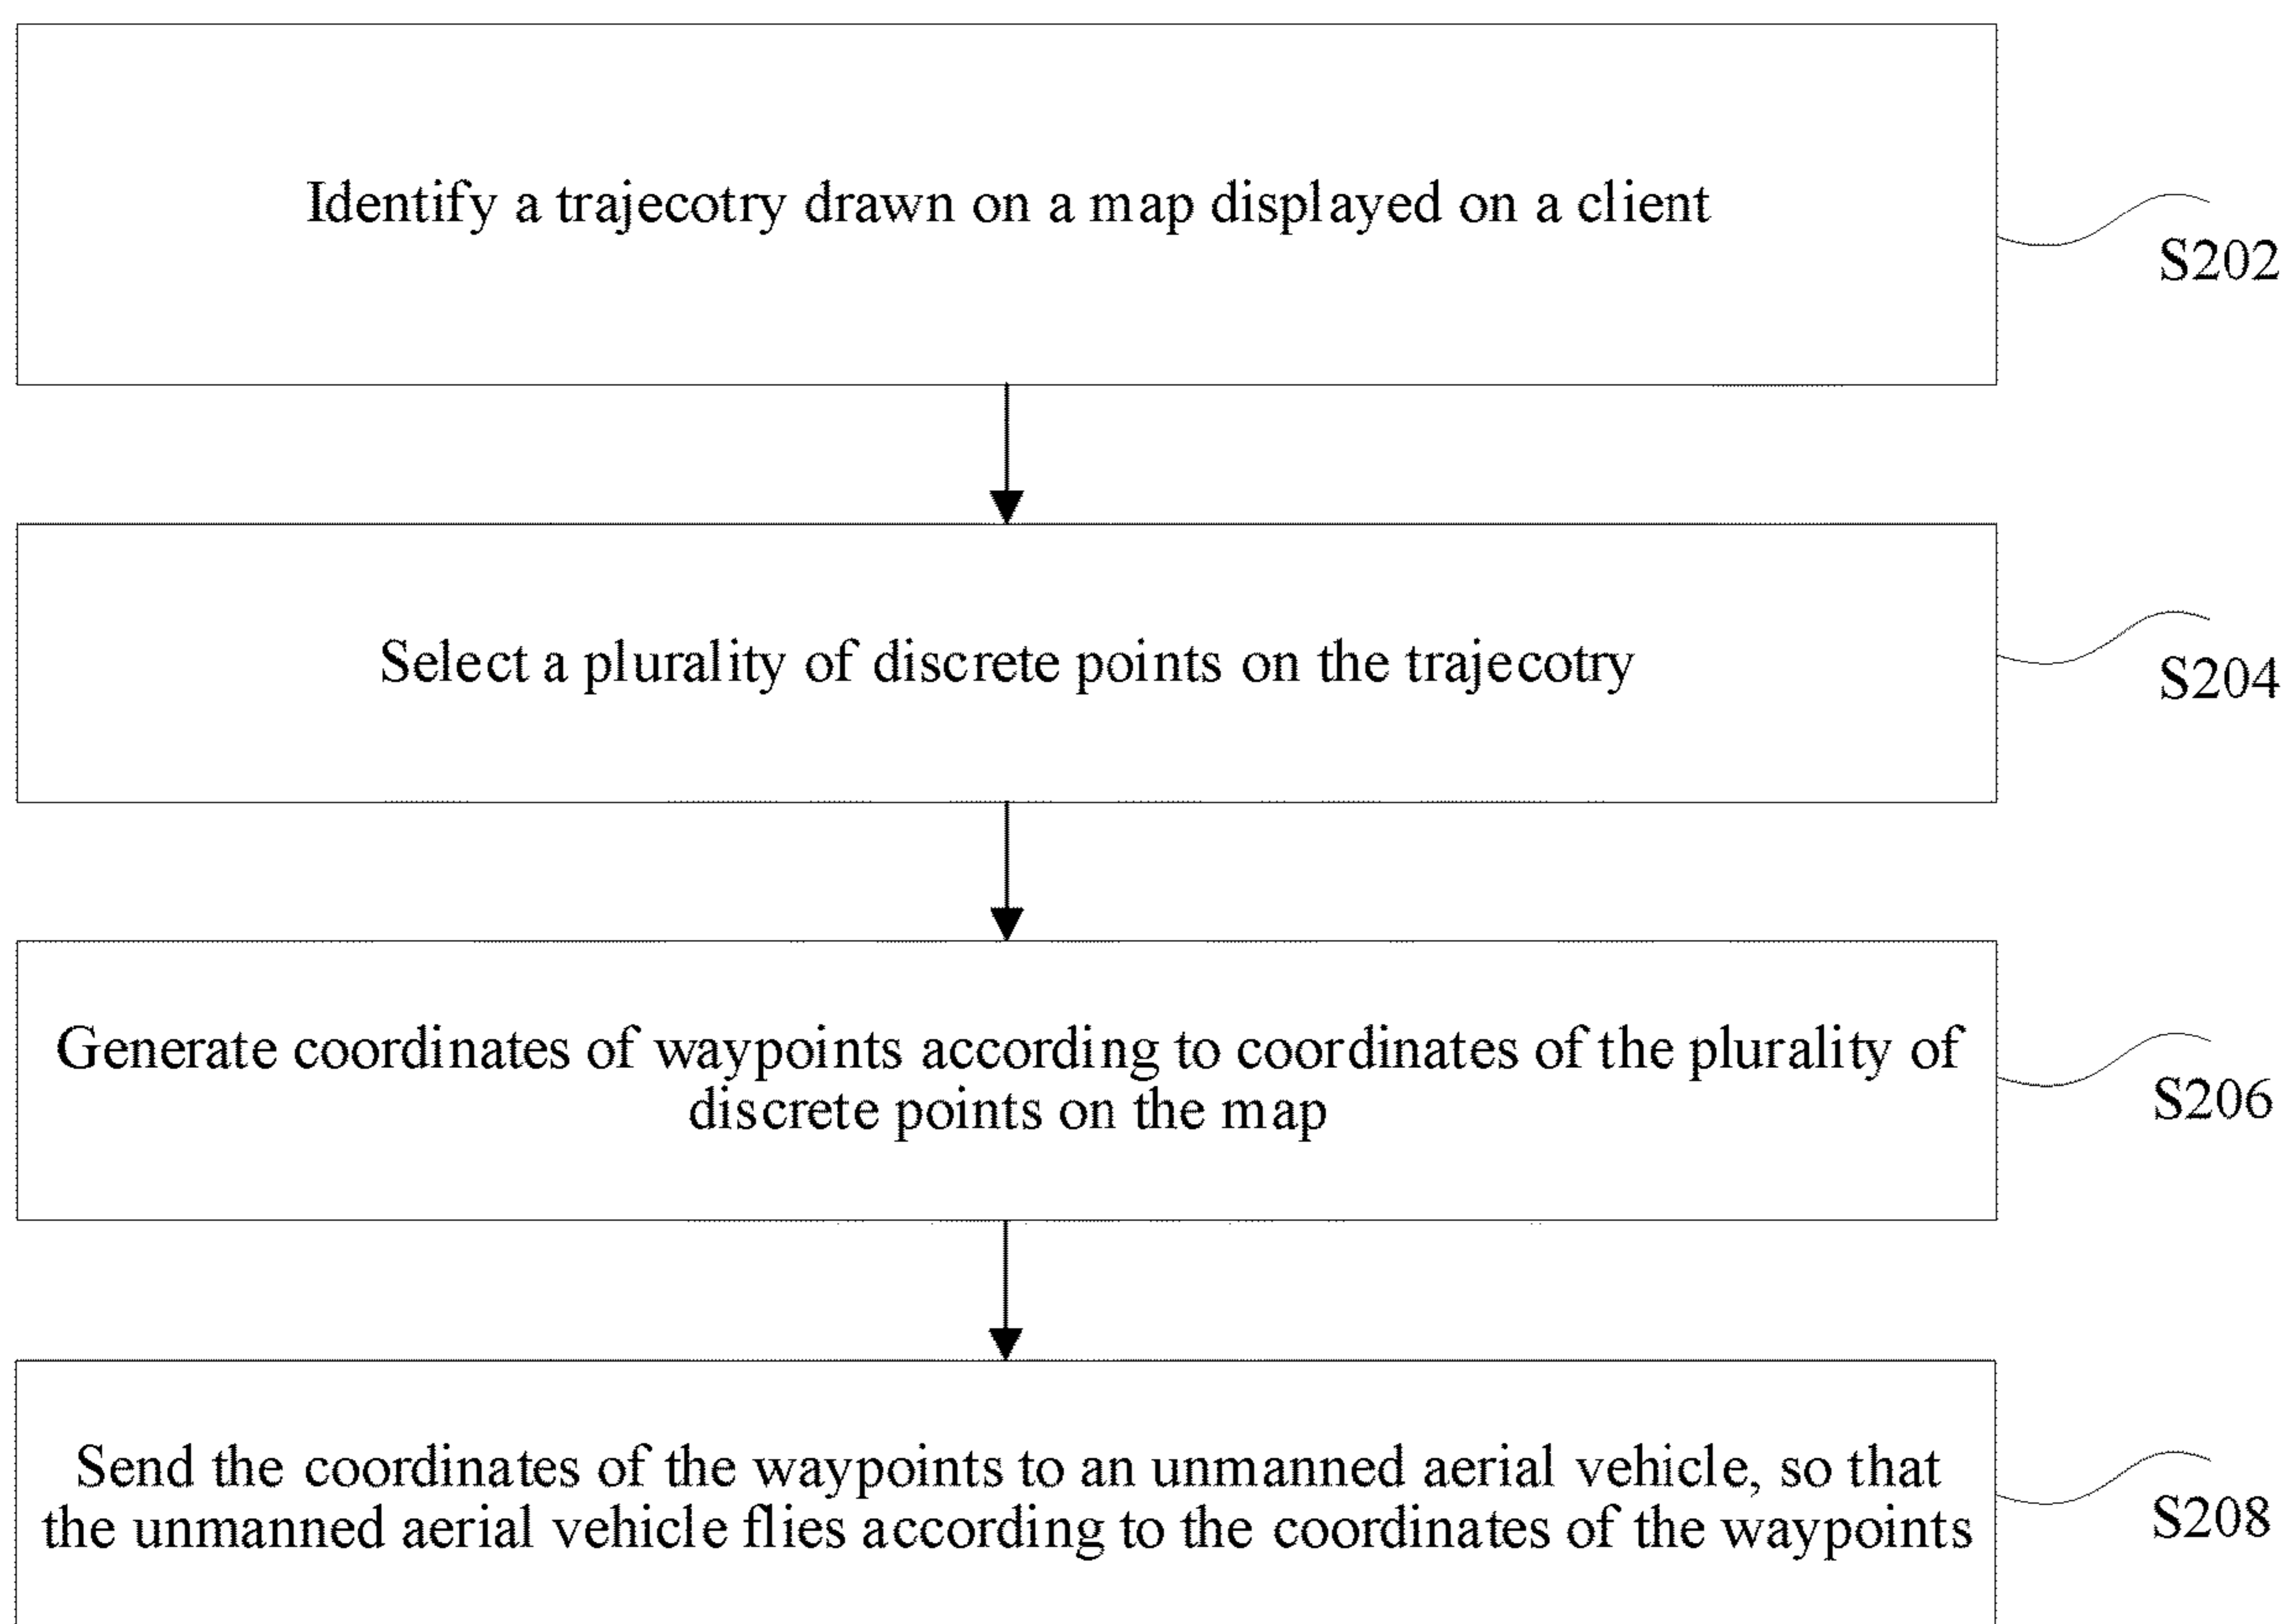 Identify a trajecotry drawn on a map displayed on a client
S202
Select a plurality of discrete points on the trajecotry
S204
Generate coordinates of waypoints according to coordinates of the plurality of
discrete points on the map
S206
Send the coordinates of the waypoints to an unmanned aerial vehicle, so that
the unmanned aerial vehicle flies according to the coordinates of the waypoints
S208